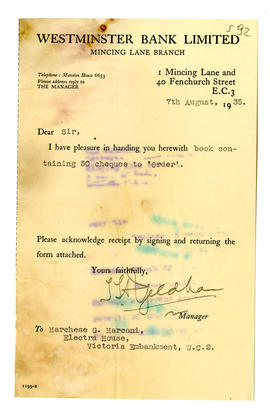 592
WESTMINSTER BANK LIMITED
MINCING LANE BRANCH
Telephone : Mansion House 6653
Please address reply to
THE MANAGER
1 Mincing Lane and
40 Fenchurch Street
E.C.3
7th August, 1935.
Dear Sir,
I have pleasure in handing you herewith book con-
taining 50 cheques to 'order'.
Please acknowledge receipt by signing and returning the
form attached.
Yours faithfully,
Manager
To Marchese G. Marconi,
Electra House,
Victoria Embankment, W.C.2.
1199-2